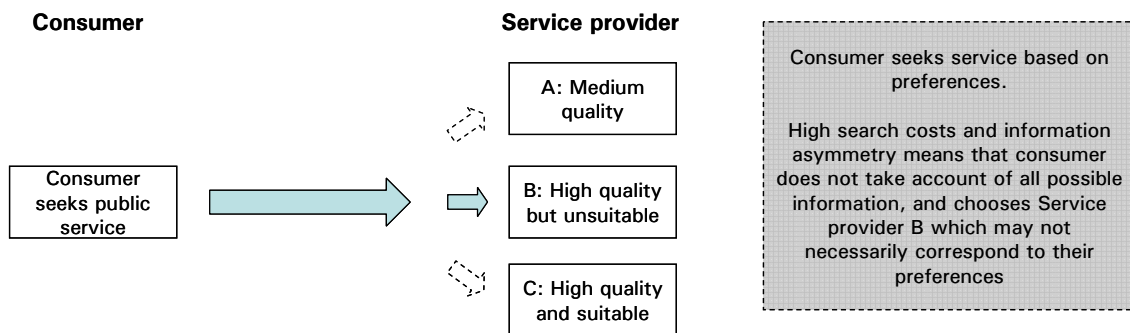 Consumer
Service provider
A: Medium
quality
Consumer
seeks public
service
B: High quality
but unsuitable
C: High quality
and suitable
Consumer seeks service based on
preferences.
High search costs and information
asymmetry means that consumer
does not take account of all possible
information, and chooses Service
provider B which may not
necessarily correspond to their
preferences